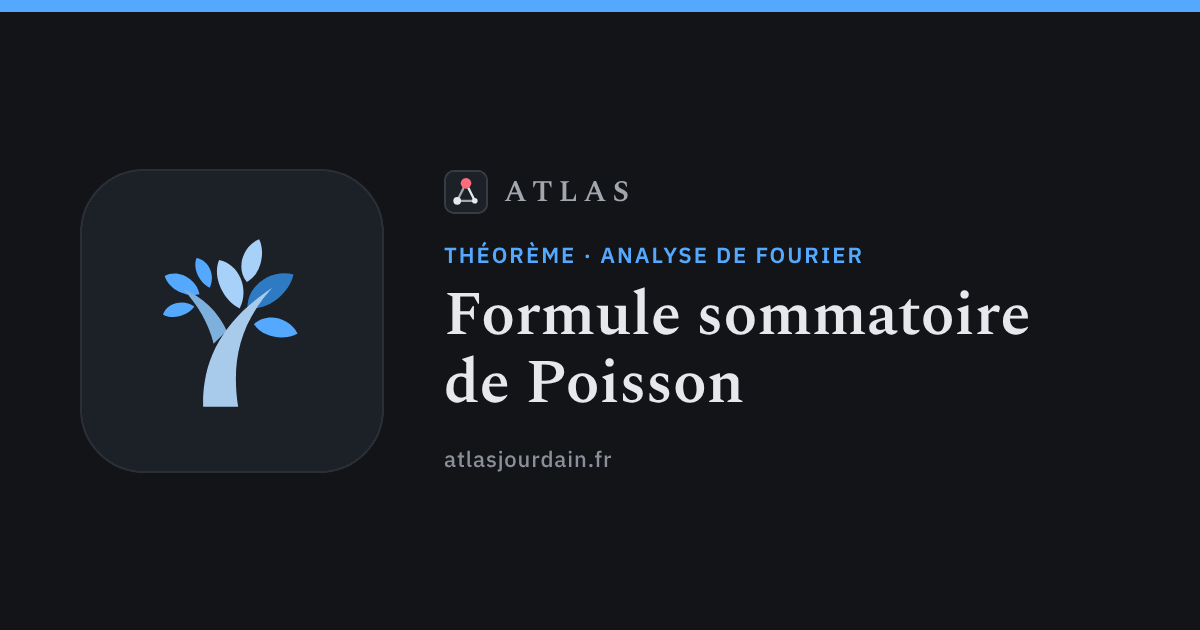 ATLAS
THÉORÈME · ANALYSE DE FOURIER
Formule sommatoire
de Poisson
atlasjourdain.fr